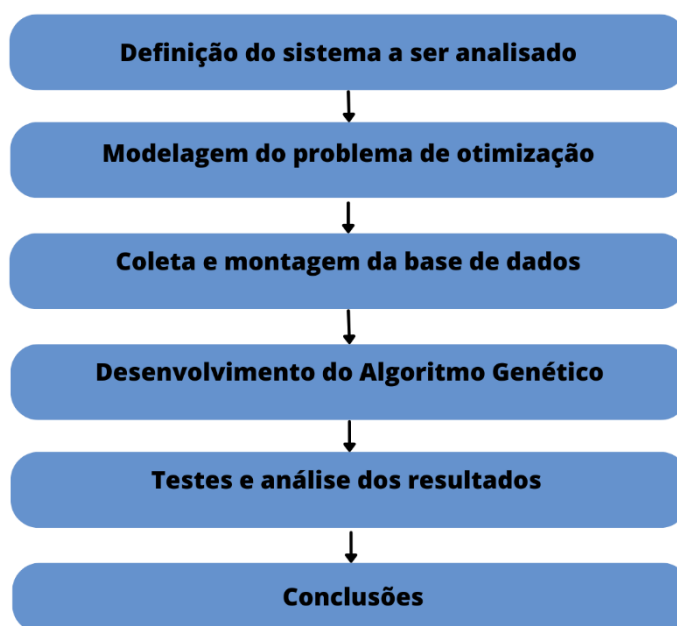 Definição do sistema a ser analisado
Modelagem do problema de otimização
Coleta e montagem da base de dados
Desenvolvimento do Algoritmo Genético
Testes e análise dos resultados
Conclusões